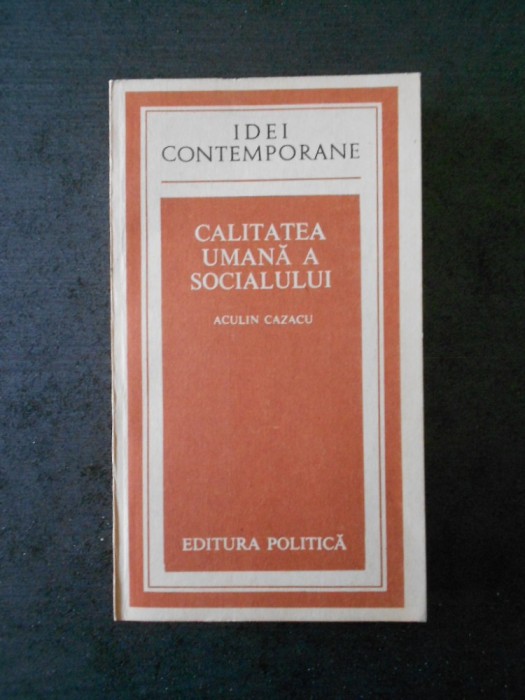 IDEI
CONTEMPORANE
CALITATEA
UMANĂ A
SOCIALULUI
ACULIN CAZACU
EDITURA POLITICĂ